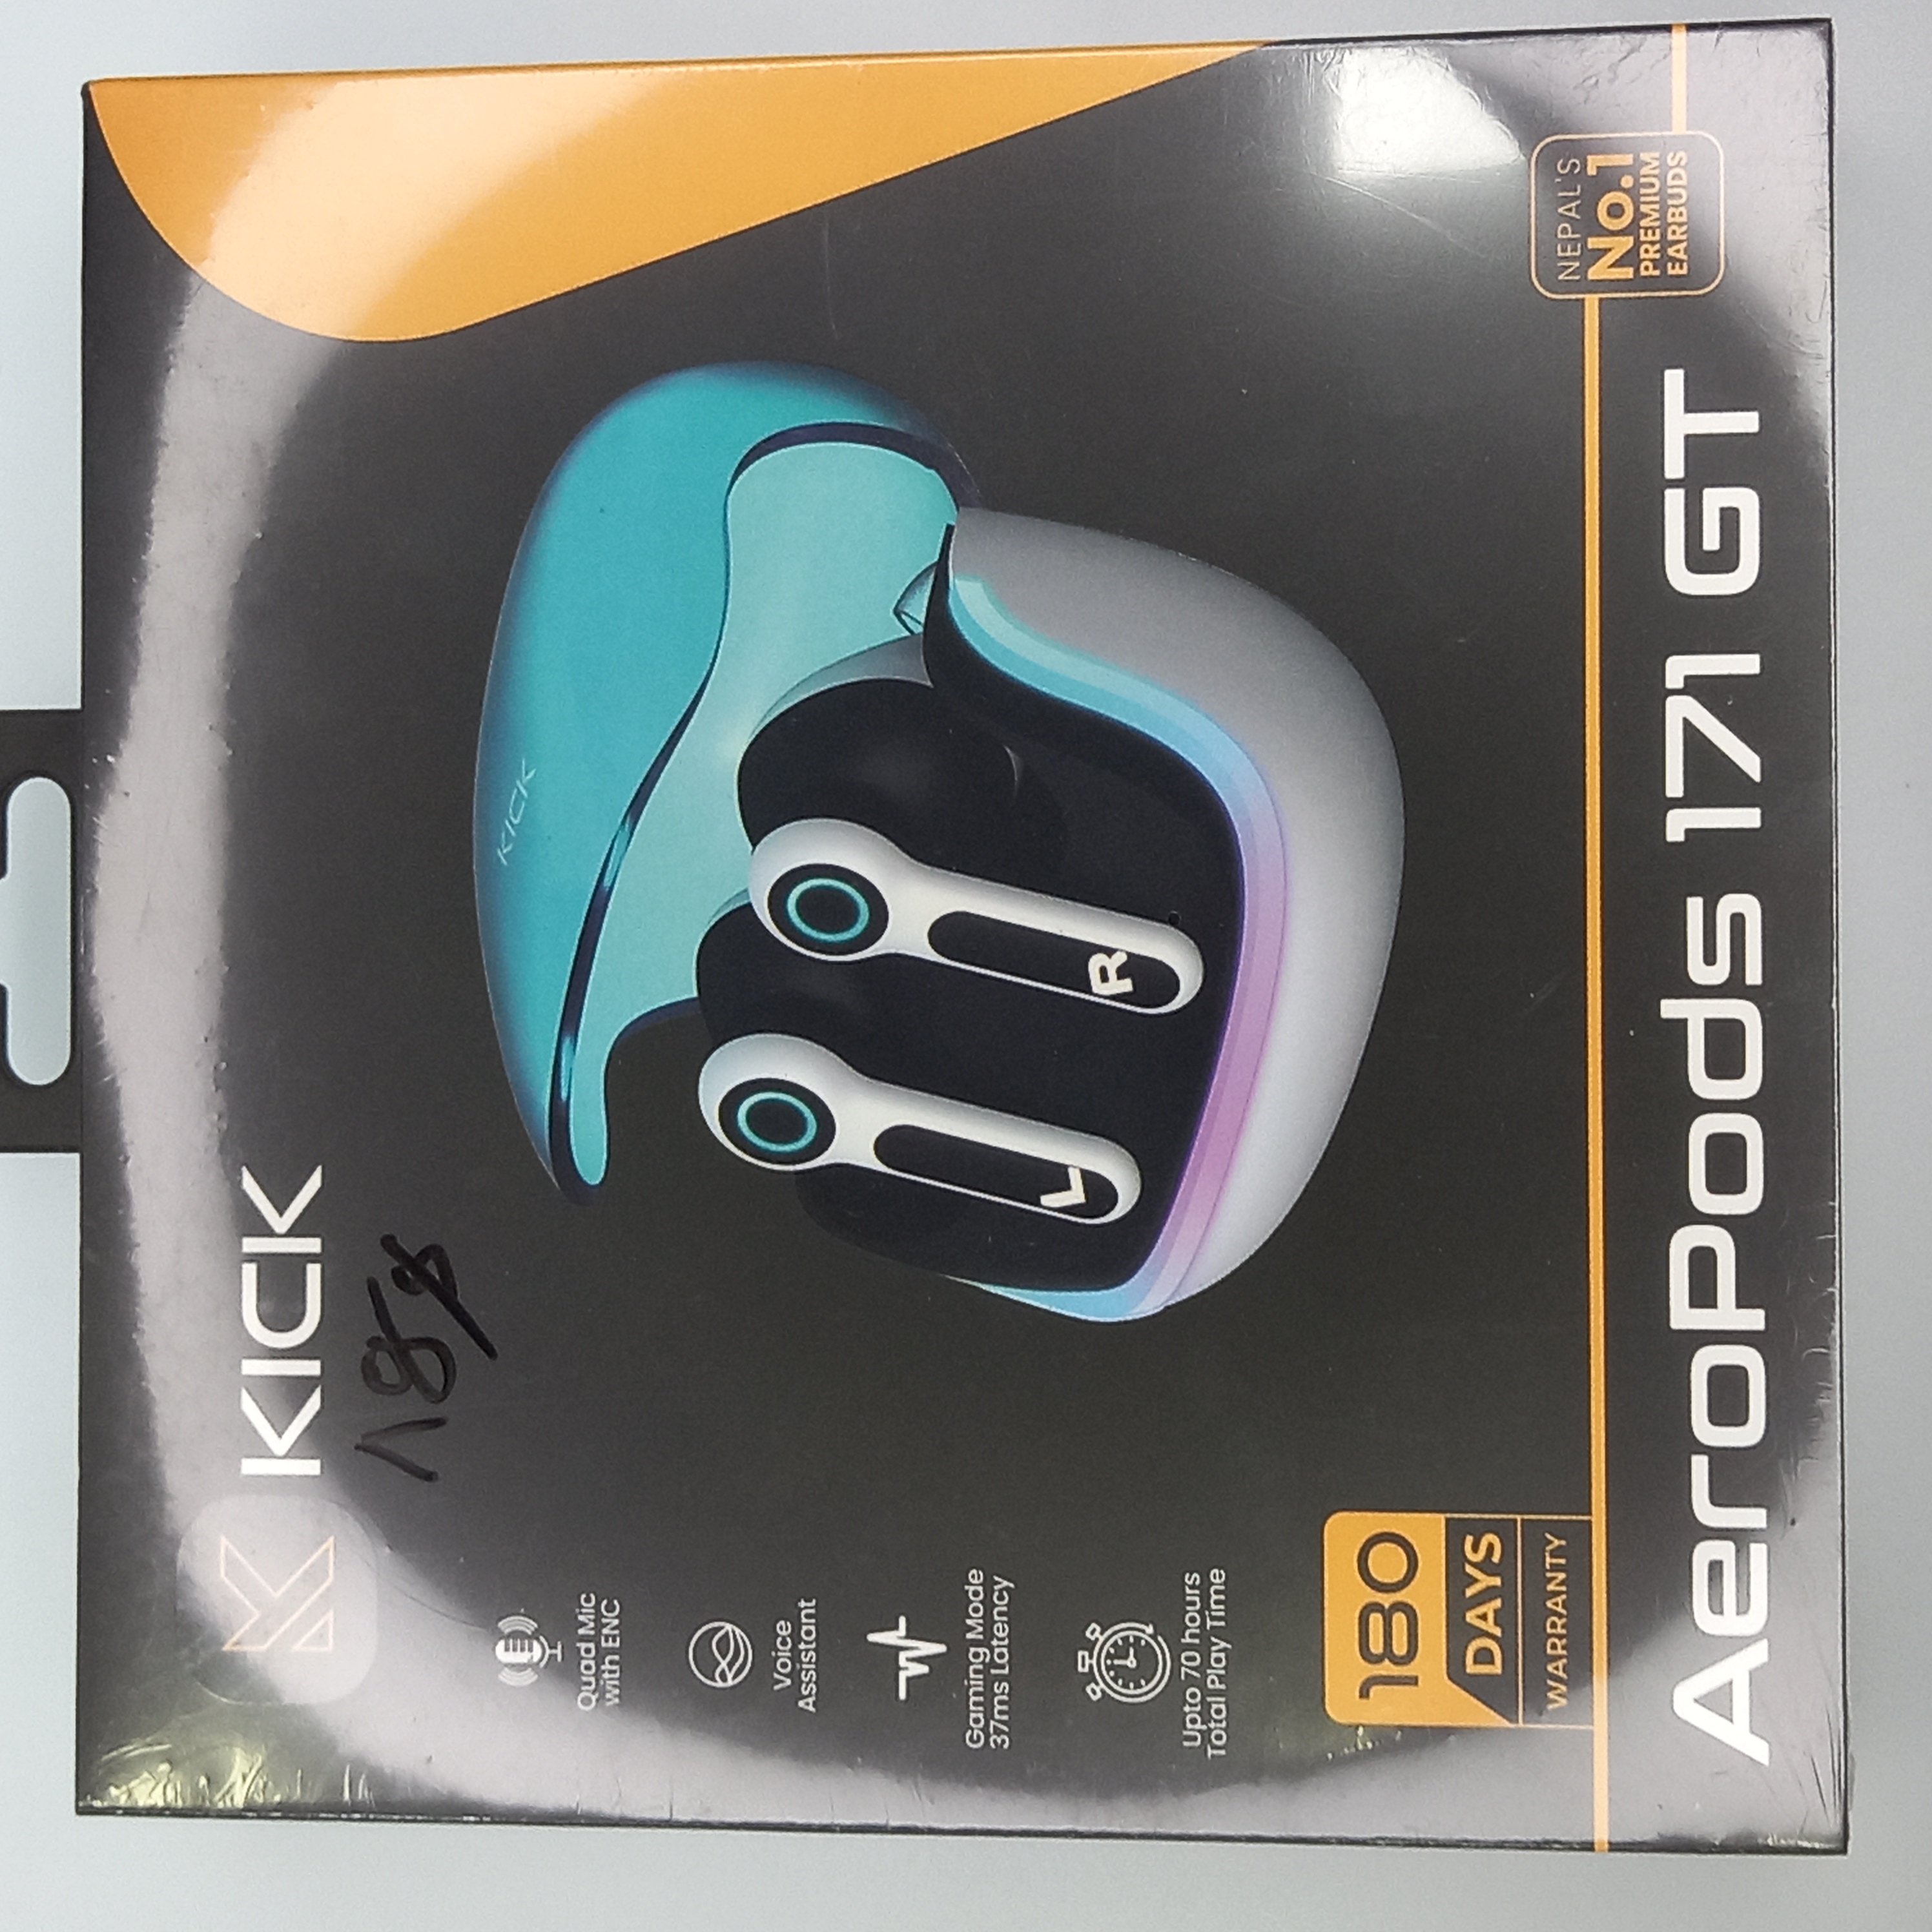 KICK
KICK
Quad Mic
with ENC
Voice
Assistant
Gaming Mode
37ms Latency
L
R
Upto 70 hours
Total Play Time
180
DAYS
WARRANTY
NEPAL'S
No.1
PREMIUM
EARBUDS
AeroPods 171 GT